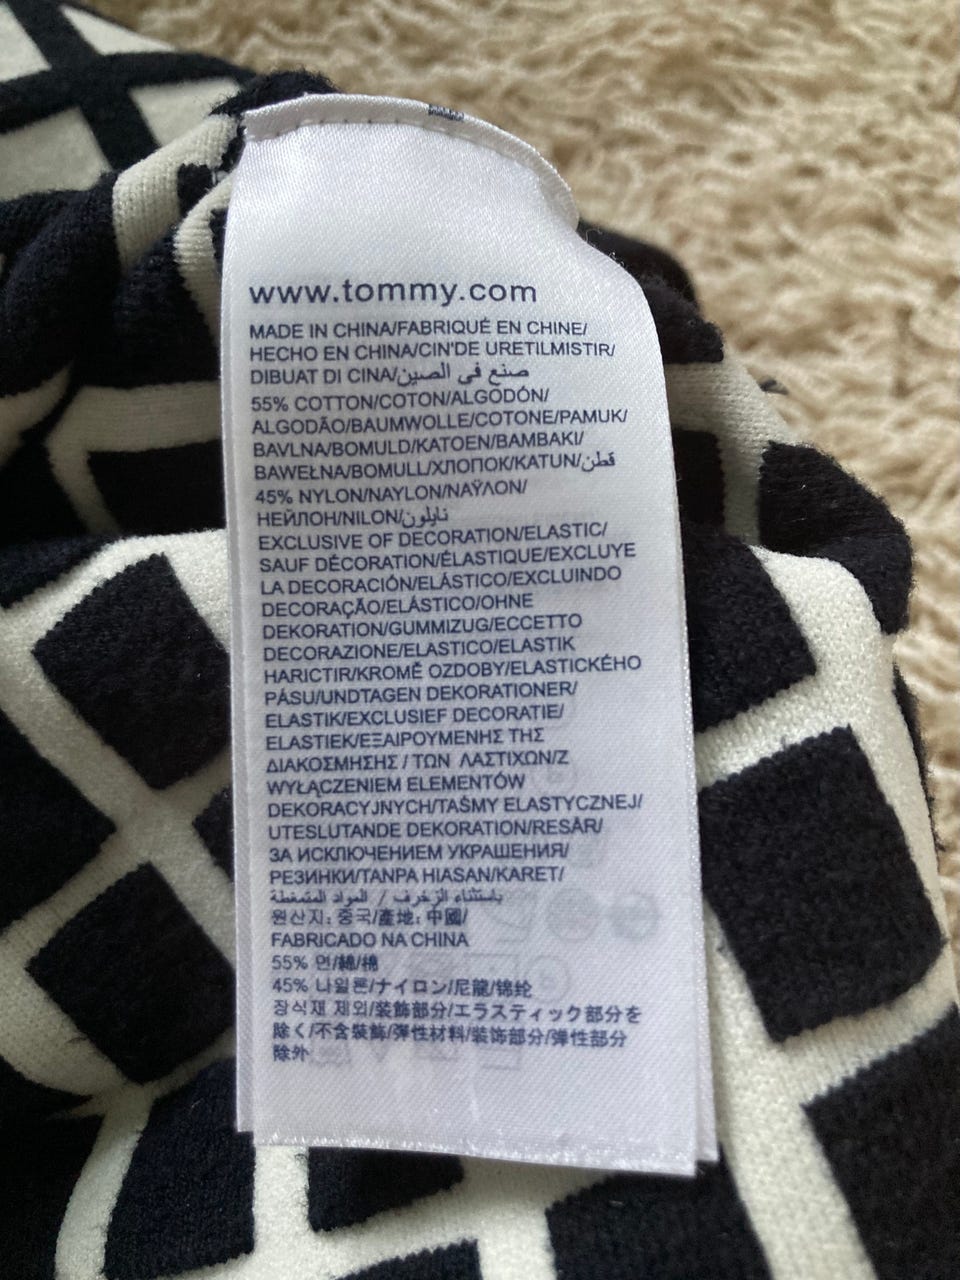 www.tommy.com
MADE IN CHINA/FABRIQUÉ EN CHINE/
HECHO EN CHINA/CIN'DE URETILMISTIR/
DIBUAT DI CINA/صنع في الصين
55% COTTON/COTON/ALGODÓN/
ALGODÃO/BAUMWOLLE/COTONE/PAMUK/
BAVLNA/BOMULD/KATOEN/BAMBAKI/
BAWEŁNA/BOMULL/ХЛОПОК/KATUN/قطن
45% NYLON/NAYLON/ΝΑΫΛΟΝ/
НЕЙЛОН/NILON/نايلون
EXCLUSIVE OF DECORATION/ELASTIC/
SAUF DÉCORATION/ÉLASTIQUE/EXCLUYE
LA DECORACIÓN/ELÁSTICO/EXCLUINDO
DECORAÇÃO/ELÁSTICO/OHNE
DEKORATION/GUMMIZUG/ECCETTO
DECORAZIONE/ELASTICO/ELASTIK
HARICTIR/KROMĚ OZDOBY/ELASTICKÉHO
PÁSU/UNDTAGEN DEKORATIONER/
ELASTIK/EXCLUSIEF DECORATIE/
ELASTIEK/ΕΞΑΙΡΟΥΜΕΝΗΣ ΤΗΣ
ΔΙΑΚΟΣΜΗΣΗΣ / ΤΩΝ ΛΑΣΤΙΧΩΝ/Z
WYŁĄCZENIEM ELEMENTÓW
DEKORACYJNYCH/TAŚMY ELASTYCZNEJ/
UTESLUTANDE DEKORATION/RESÅR/
ЗА ИСКЛЮЧЕНИЕМ УКРАШЕНИЯ/
РЕЗИНКИ/TANPA HIASAN/KARET/
باستثناء الزخرف / المواد المتمغطة
원산지: 중국/產地: 中國/
FABRICADO NA CHINA
55% 면/綿/棉
45% 나일론/ナイロン/尼龍/锦纶
장식재 제외/装飾部分/エラスティック部分を
除く/不含裝飾/彈性材料/装饰部分/弹性部分
除外